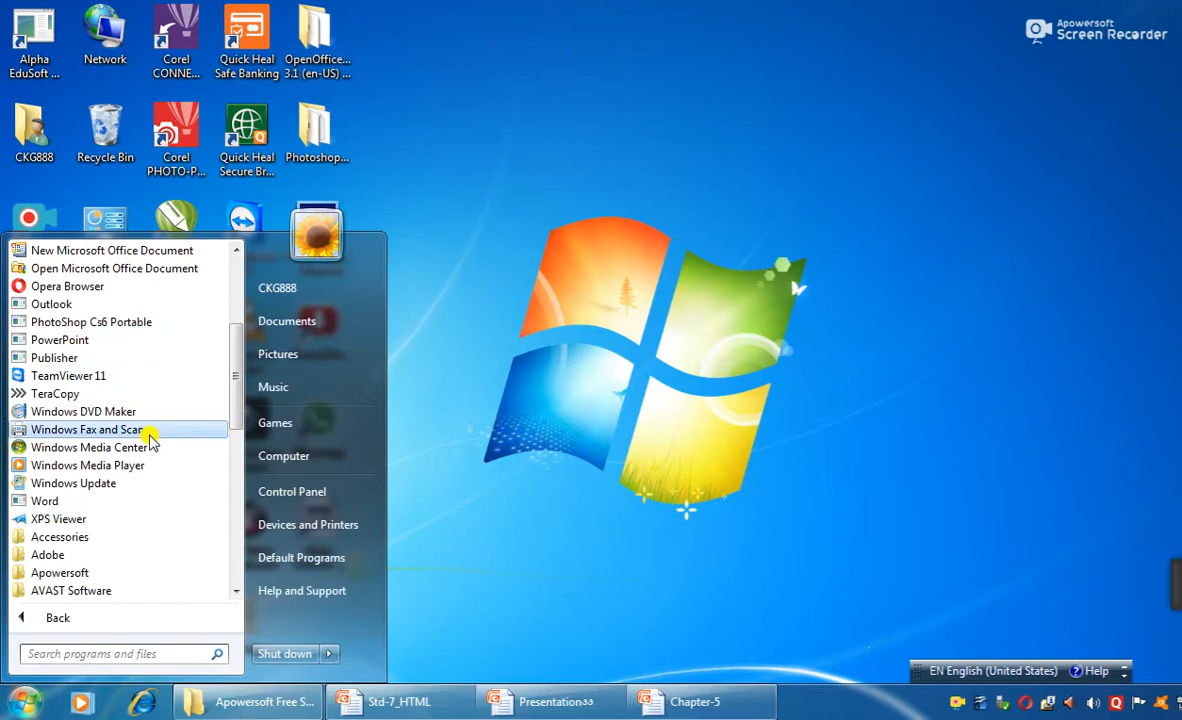 Alpha
EduSoft ...
Network
Corel
CONNE...
Quick Heal
Safe Banking
OpenOffice...
3.1 (en-US) ...
Apowersoft
Screen Recorder
CKG888
Recycle Bin
Corel
PHOTO-P...
Quick Heal
Secure Br...
Photoshop...
New Microsoft Office Document
Open Microsoft Office Document
Opera Browser
Outlook
PhotoShop Cs6 Portable
PowerPoint
Publisher
TeamViewer 11
TeraCopy
Windows DVD Maker
Windows Fax and Scan
Windows Media Center
Windows Media Player
Windows Update
Word
XPS Viewer
Accessories
Adobe
Apowersoft
AVAST Software
Back
Search programs and files
CKG888
Documents
Pictures
Music
Games
Computer
Control Panel
Devices and Printers
Default Programs
Help and Support
Shut down
EN English (United States)
Help
Apowersoft Free S...
Std-7_HTML
Chapter-5